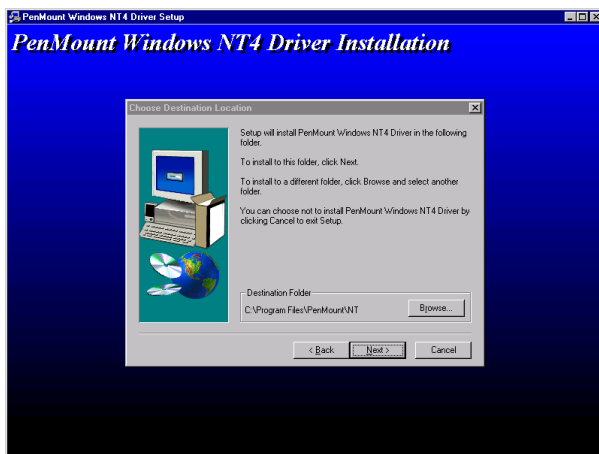 PenMount Windows NT4 Driver Setup
PenMount Windows NT4 Driver Installation
Choose Destination Location
Setup will install PenMount Windows NT4 Driver in the following
folder.
To install to this folder, click Next.
To install to a different folder, click Browse and select another
folder.
You can choose not to install PenMount Windows NT4 Driver by
clicking Cancel to exit Setup.
Destination Folder
C:\Program Files\PenMount\NT
Browse...
< Back
Next >
Cancel